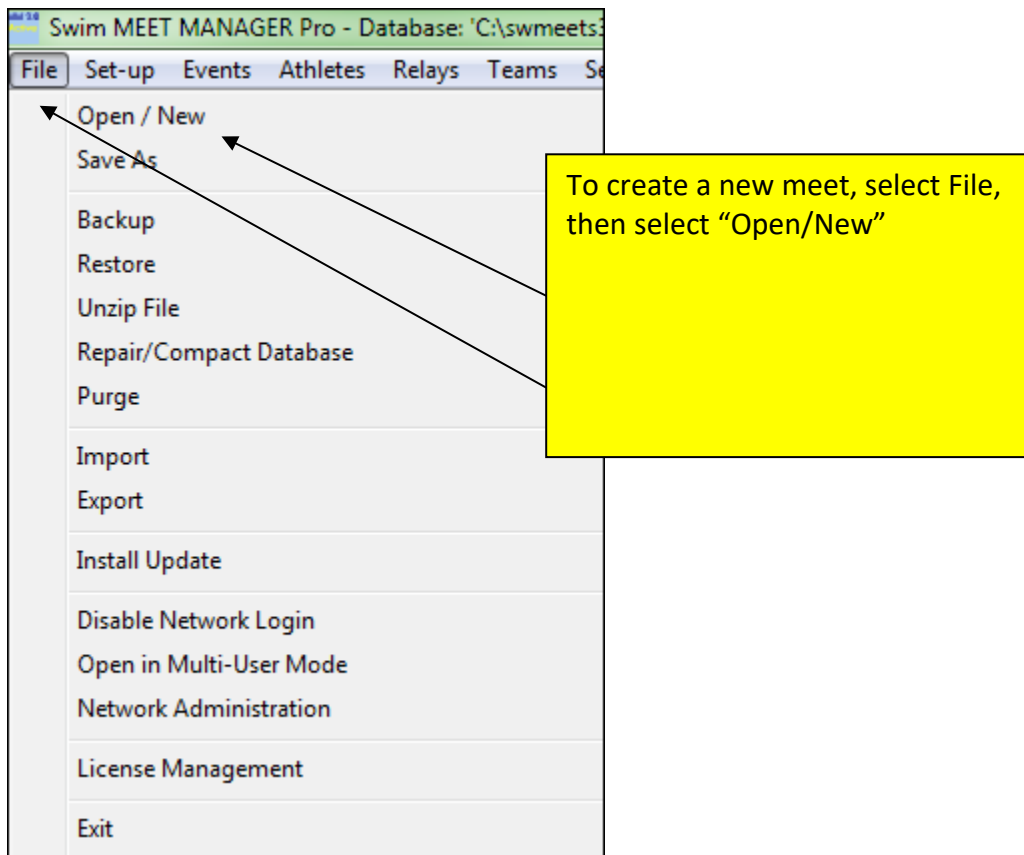 Swim MEET MANAGER Pro - Database: 'C:\swmeets3
File Set-up Events Athletes Relays Teams Se
Open / New
Save As
To create a new meet, select File,
then select “Open/New”
Backup
Restore
Unzip File
Repair/Compact Database
Purge
Import
Export
Install Update
Disable Network Login
Open in Multi-User Mode
Network Administration
License Management
Exit